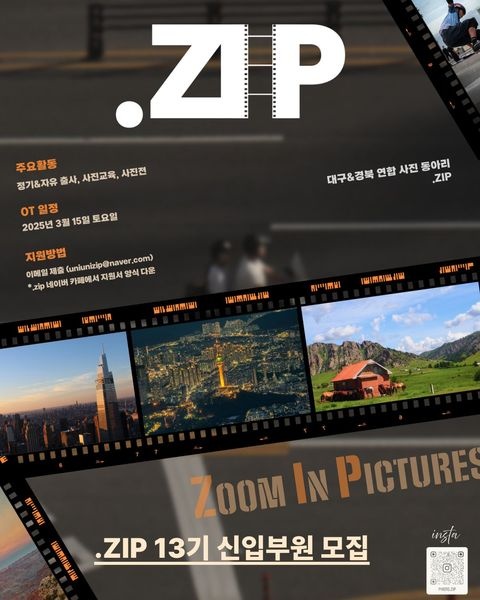 .ZIP
주요활동
정기&자유 출사, 사진교육, 사진전
대구&경북 연합 사진 동아리
.ZIP
OT 일정
2025년 3월 15일 토요일
지원방법
이메일 제출 (uniunizip@naver.com)
*.zip 네이버 카페에서 지원서 양식 다운
ZOOM IN PICTURES
.ZIP 13기 신입부원 모집
insta
PHOTO.ZIP